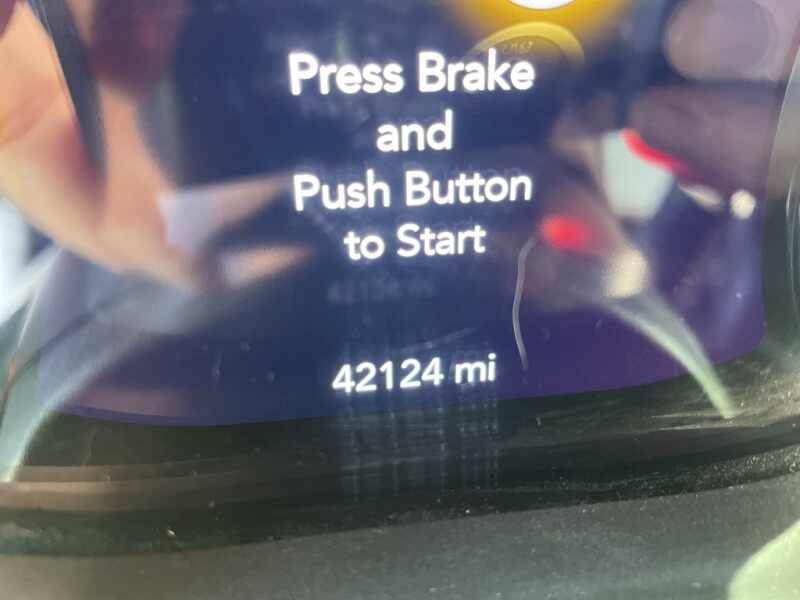 Press Brake
and
Push Button
to Start
42124 mi